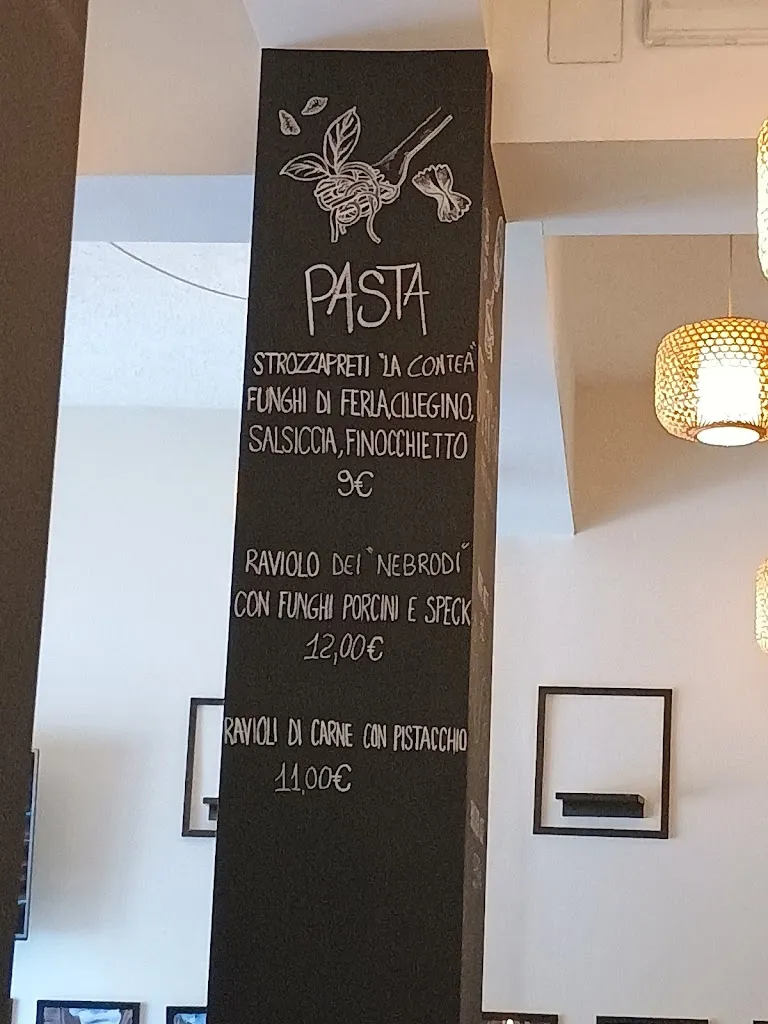 PASTA
STROZZAPRETI "LA CONTEA"
FUNGHI DI FERLA,CILIEGINO,
SALSICCIA,FINOCCHIETTO
9€
RAVIOLO DEI "NEBRODI"
CON FUNGHI PORCINI E SPECK
12,00€
RAVIOLI DI CARNE CON PISTACCHIO
11,00€